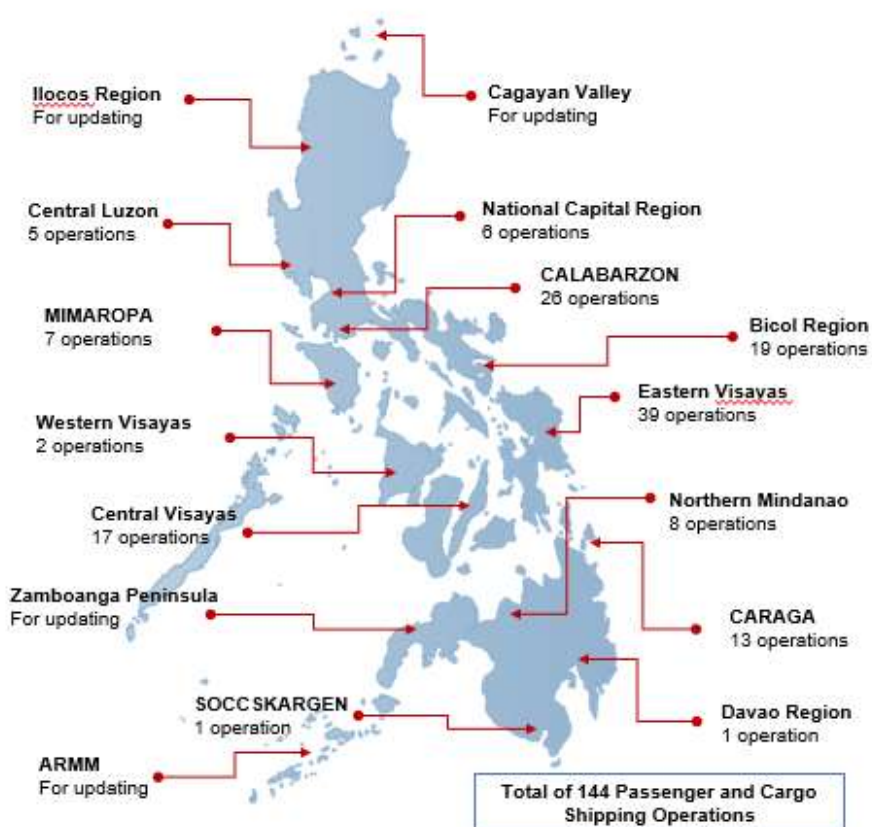 Ilocos Region
For updating
Cagayan Valley
For updating
Central Luzon
5 operations
National Capital Region
6 operations
CALABARZON
26 operations
MIMAROPA
7 operations
Bicol Region
19 operations
Eastern Visayas
39 operations
Western Visayas
2 operations
Northern Mindanao
8 operations
Central Visayas
17 operations
Zamboanga Peninsula
For updating
CARAGA
13 operations
SOCCSKARGEN
1 operation
Davao Region
1 operation
ARMM
For updating
Total of 144 Passenger and Cargo
Shipping Operations